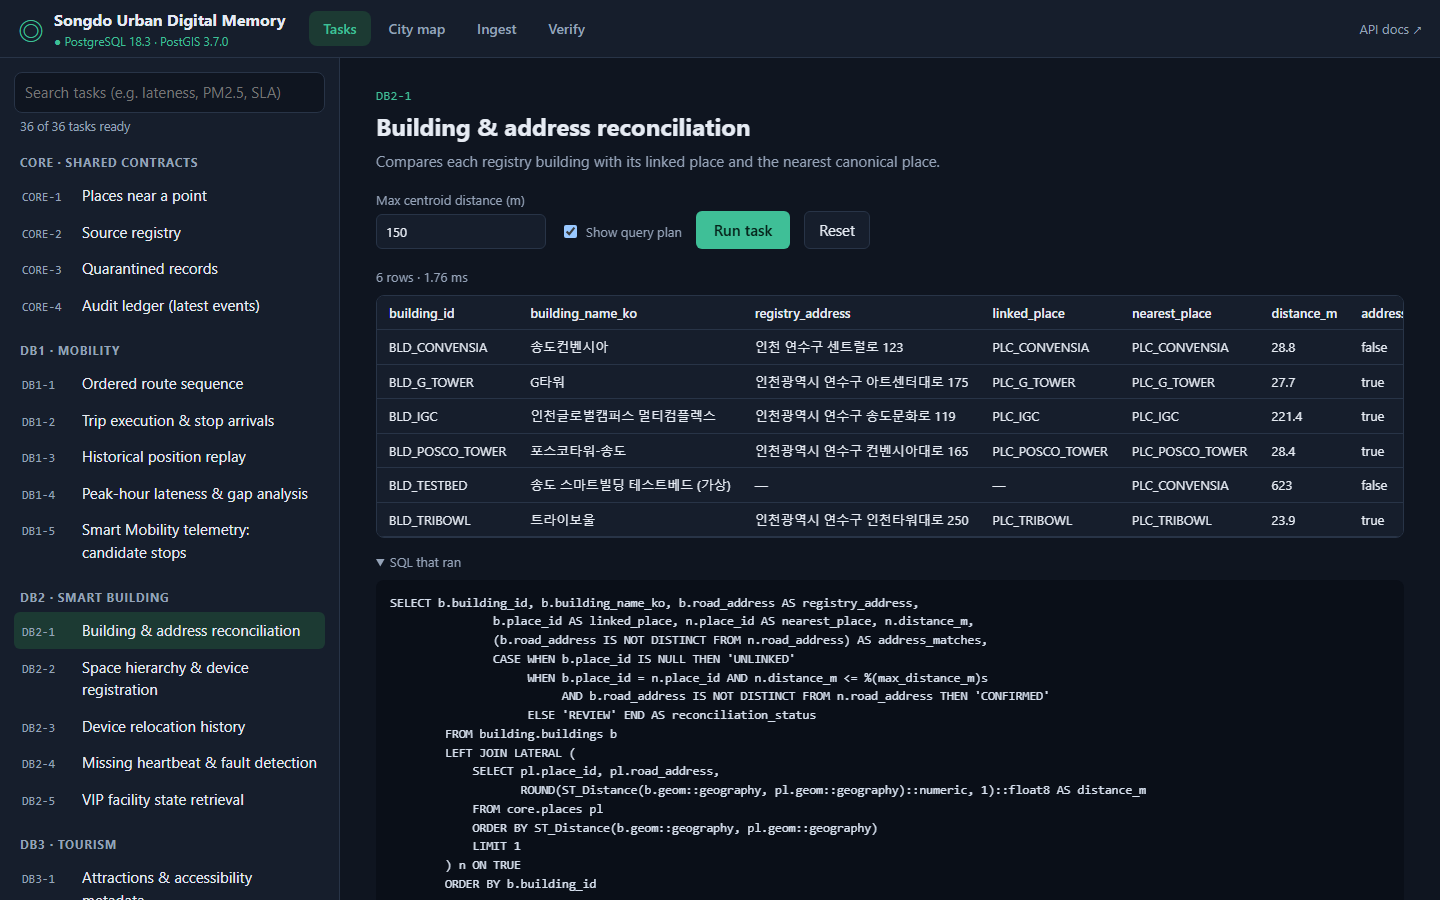 Songdo Urban Digital Memory
● PostgreSQL 18.3 · PostGIS 3.7.0
Tasks
City map
Ingest
Verify
API docs ↗
Search tasks (e.g. lateness, PM2.5, SLA)
36 of 36 tasks ready
CORE · SHARED CONTRACTS
CORE-1 Places near a point
CORE-2 Source registry
CORE-3 Quarantined records
CORE-4 Audit ledger (latest events)
DB1 · MOBILITY
DB1-1 Ordered route sequence
DB1-2 Trip execution & stop arrivals
DB1-3 Historical position replay
DB1-4 Peak-hour lateness & gap analysis
DB1-5 Smart Mobility telemetry:
candidate stops
DB2 · SMART BUILDING
DB2-1 Building & address reconciliation
DB2-2 Space hierarchy & device
registration
DB2-3 Device relocation history
DB2-4 Missing heartbeat & fault detection
DB2-5 VIP facility state retrieval
DB3 · TOURISM
DB3-1 Attractions & accessibility
metadata
DB2-1
Building & address reconciliation
Compares each registry building with its linked place and the nearest canonical place.
Max centroid distance (m)
150
Show query plan
Run task
Reset
6 rows · 1.76 ms
building_id building_name_ko registry_address linked_place nearest_place distance_m address
BLD_CONVENSIA 송도컨벤시아 인천 연수구 센트럴로 123 PLC_CONVENSIA PLC_CONVENSIA 28.8 false
BLD_G_TOWER G타워 인천광역시 연수구 아트센터대로 175 PLC_G_TOWER PLC_G_TOWER 27.7 true
BLD_IGC 인천글로벌캠퍼스 멀티컴플렉스 인천광역시 연수구 송도문화로 119 PLC_IGC PLC_IGC 221.4 true
BLD_POSCO_TOWER 포스코타워-송도 인천광역시 연수구 컨벤시아대로 165 PLC_POSCO_TOWER PLC_POSCO_TOWER 28.4 true
BLD_TESTBED 송도 스마트빌딩 테스트베드 (가상) — — PLC_CONVENSIA 623 false
BLD_TRIBOWL 트라이보울 인천광역시 연수구 인천타워대로 250 PLC_TRIBOWL PLC_TRIBOWL 23.9 true
▼ SQL that ran
SELECT b.building_id, b.building_name_ko, b.road_address AS registry_address,
b.place_id AS linked_place, n.place_id AS nearest_place, n.distance_m,
(b.road_address IS NOT DISTINCT FROM n.road_address) AS address_matches,
CASE WHEN b.place_id IS NULL THEN 'UNLINKED'
WHEN b.place_id = n.place_id AND n.distance_m <= %(max_distance_m)s
AND b.road_address IS NOT DISTINCT FROM n.road_address THEN 'CONFIRMED'
ELSE 'REVIEW' END AS reconciliation_status
FROM building.buildings b
LEFT JOIN LATERAL (
SELECT pl.place_id, pl.road_address,
ROUND(ST_Distance(b.geom::geography, pl.geom::geography)::numeric, 1)::float8 AS distance_m
FROM core.places pl
ORDER BY ST_Distance(b.geom::geography, pl.geom::geography)
LIMIT 1
) n ON TRUE
ORDER BY b.building_id